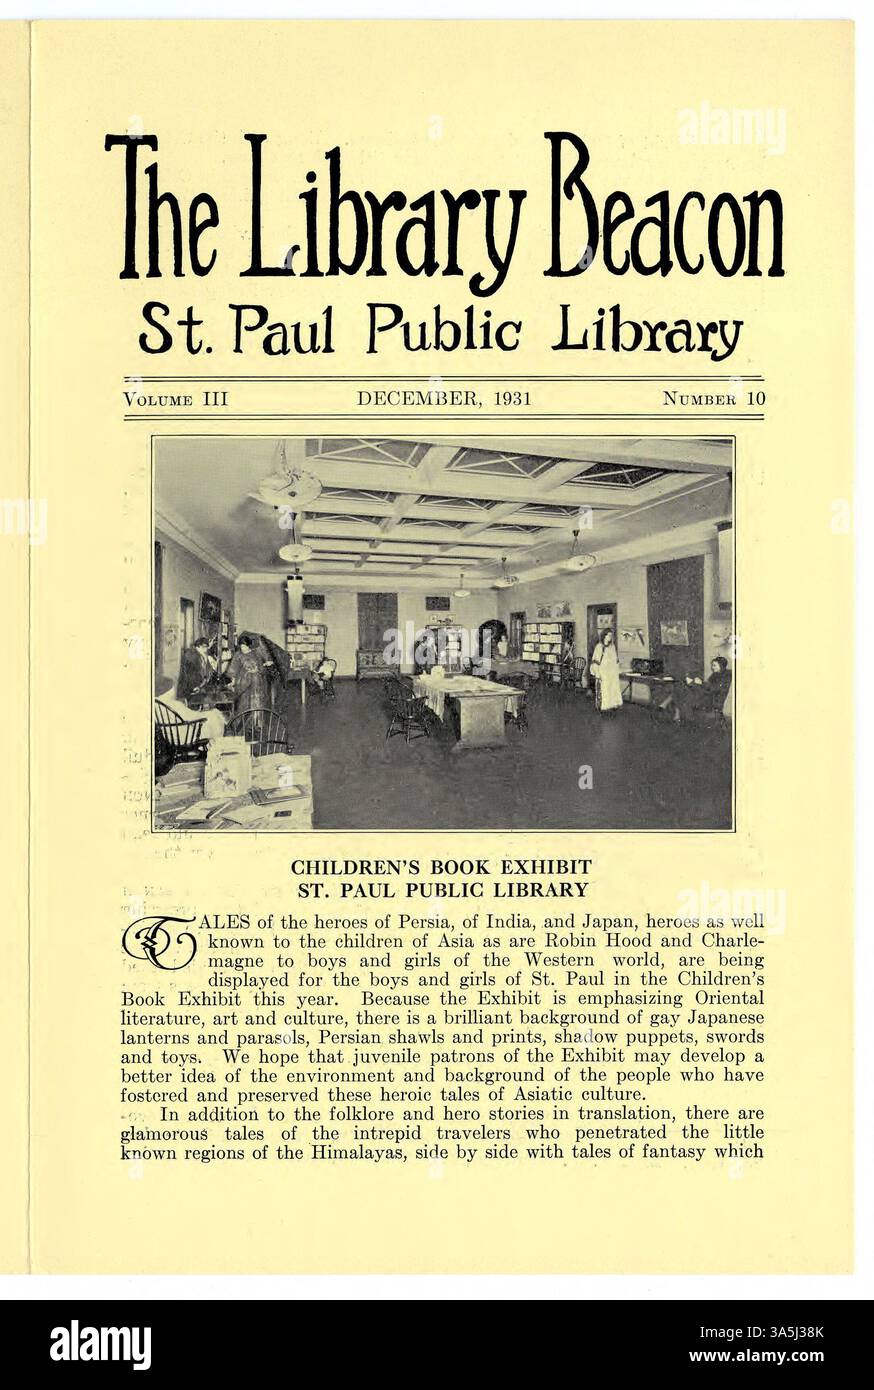 The Library Beacon
St. Paul Public Library
VOLUME III DECEMBER, 1931 NUMBER 10
CHILDREN'S BOOK EXHIBIT
ST. PAUL PUBLIC LIBRARY
TALES of the heroes of Persia, of India, and Japan, heroes as well
known to the children of Asia as are Robin Hood and Charle-
magne to boys and girls of the Western world, are being
displayed for the boys and girls of St. Paul in the Children's
Book Exhibit this year. Because the Exhibit is emphasizing Oriental
literature, art and culture, there is a brilliant background of gay Japanese
lanterns and parasols, Persian shawls and prints, shadow puppets, swords
and toys. We hope that juvenile patrons of the Exhibit may develop a
better idea of the environment and background of the people who have
fostered and preserved these heroic tales of Asiatic culture.
In addition to the folklore and hero stories in translation, there are
glamorous tales of the intrepid travelers who penetrated the little
known regions of the Himalayas, side by side with tales of fantasy which
alamy
Image ID: 3A5J38K
www.alamy.com